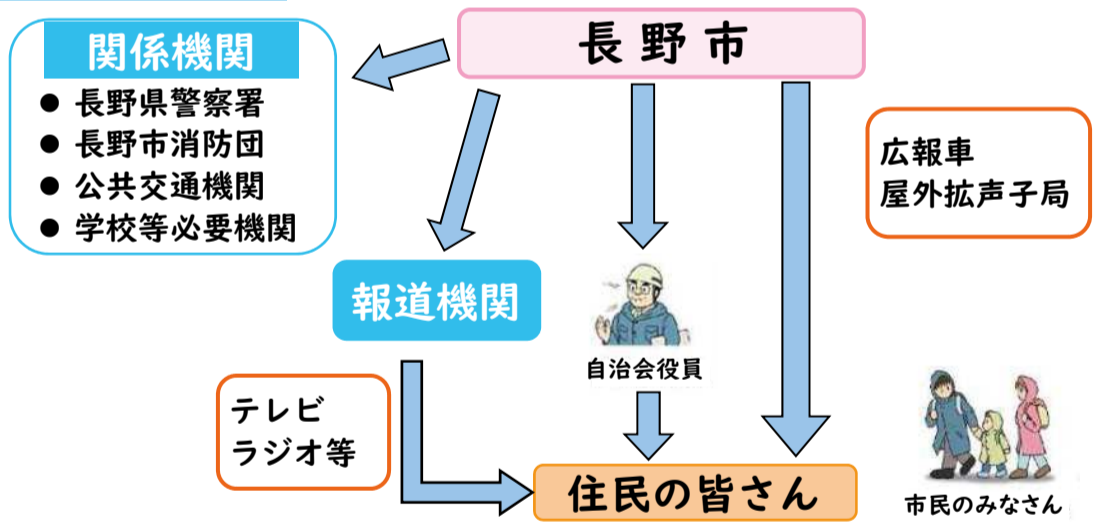 長野市
関係機関
● 長野県警察署
● 長野市消防団
● 公共交通機関
● 学校等必要機関
広報車
屋外拡声子局
報道機関
自治会役員
テレビ
ラジオ等
住民の皆さん
市民のみなさん